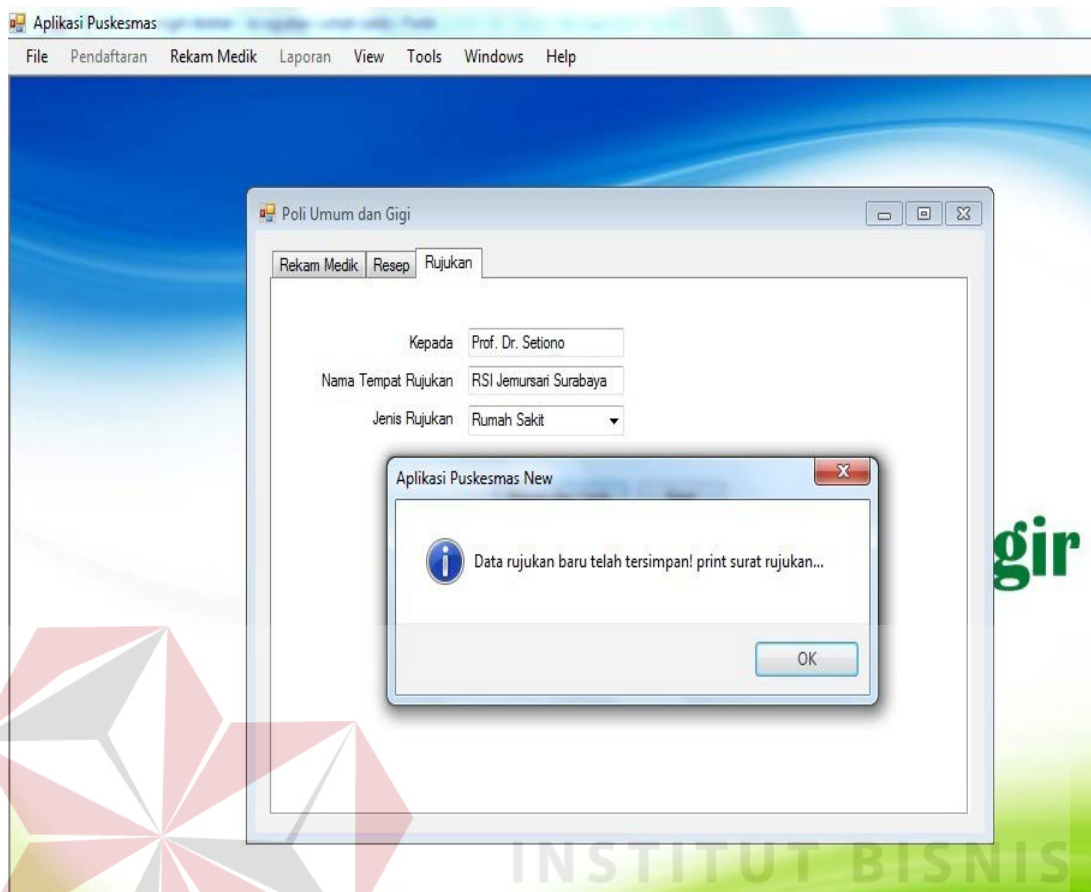 Aplikasi Puskesmas
File Pendaftaran Rekam Medik Laporan View Tools Windows Help
Poli Umum dan Gigi
Rekam Medik Resep Rujukan
Kepada Prof. Dr. Setiono
Nama Tempat Rujukan RSI Jemursari Surabaya
Jenis Rujukan Rumah Sakit
Aplikasi Puskesmas New
Data rujukan baru telah tersimpan! print surat rujukan...
gir
OK
INSTITUT BISNIS